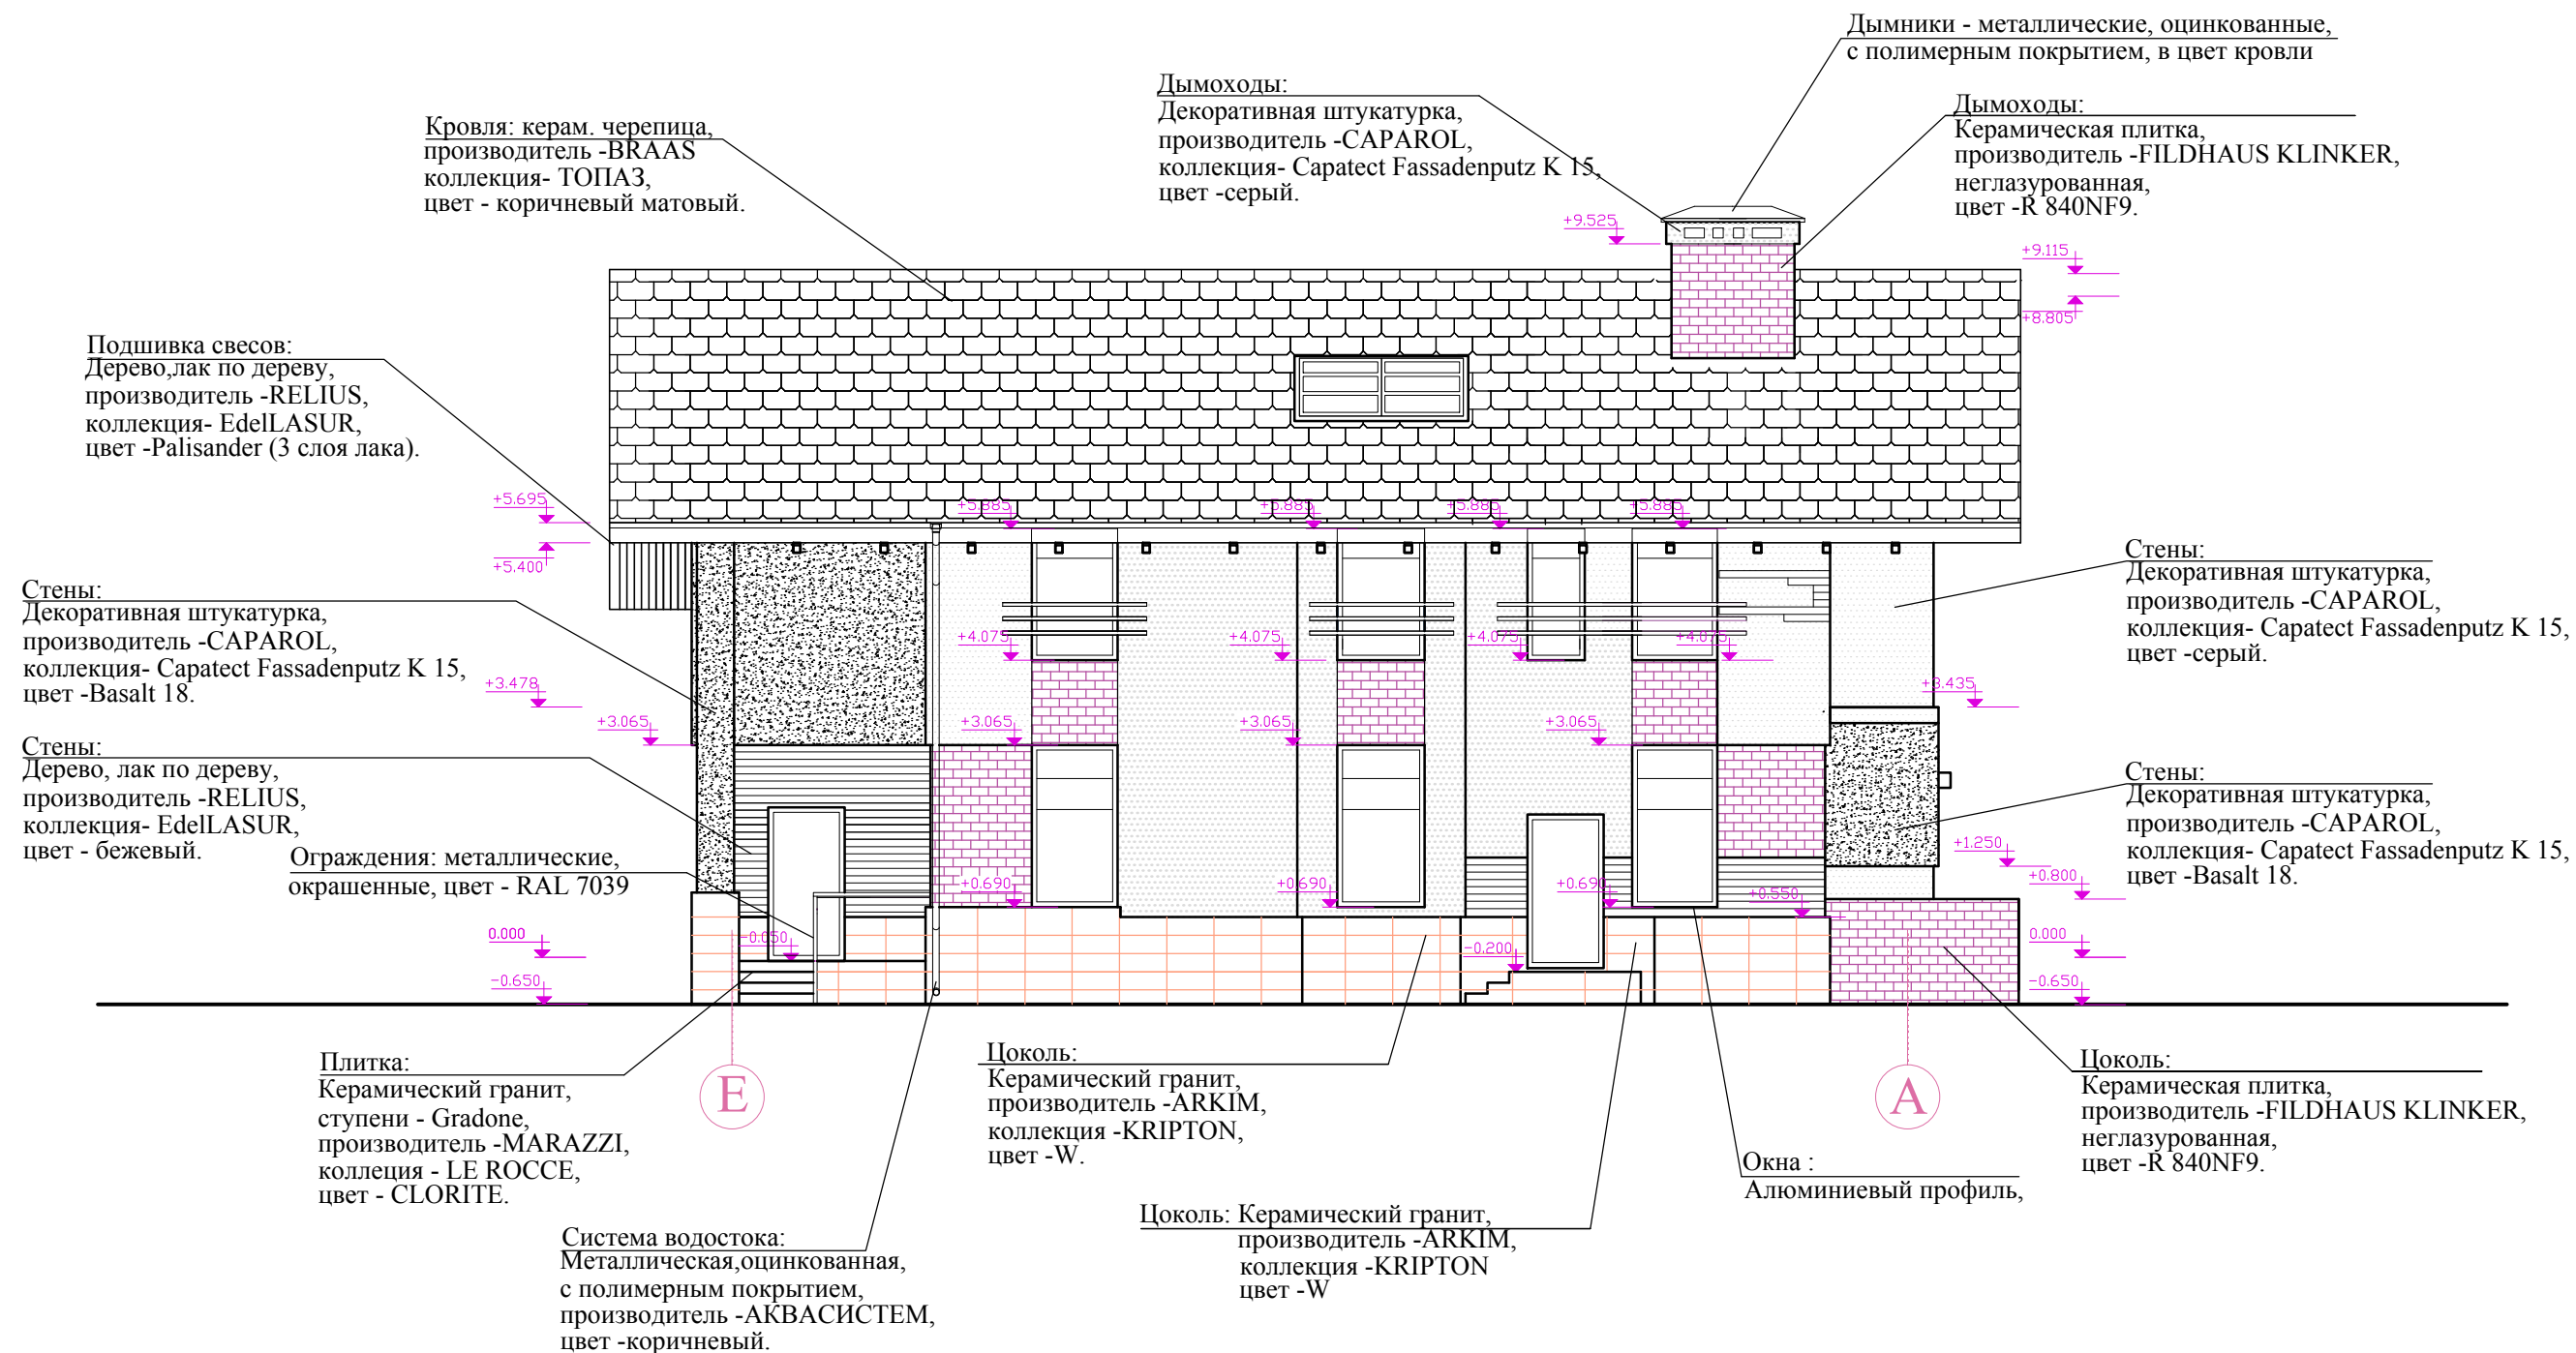 Дымники - металлические, оцинкованные,
с полимерным покрытием, в цвет кровли
Дымоходы:
Декоративная штукатурка,
производитель -CAPAROL,
коллекция- Capatect Fassadenputz K 15,
цвет -серый.
Дымоходы:
Керамическая плитка,
производитель -FILDHAUS KLINKER,
неглазурованная,
цвет -R 840NF9.
Кровля: керам. черепица,
производитель -BRAAS
коллекция- ТОПАЗ,
цвет - коричневый матовый.
+9.525
+9.115
+8.805
Подшивка свесов:
Дерево,лак по дереву,
производитель -RELIUS,
коллекция- EdelLASUR,
цвет -Palisander (3 слоя лака).
+5.695
+5.885
+5.885
+5.885
+5.885
+5.400
Стены:
Декоративная штукатурка,
производитель -CAPAROL,
коллекция- Capatect Fassadenputz K 15,
цвет -Basalt 18.
Стены:
Декоративная штукатурка,
производитель -CAPAROL,
коллекция- Capatect Fassadenputz K 15,
цвет -серый.
+4.075
+4.075
+4.075
+4.075
+3.478
+3.435
+3.065
+3.065
+3.065
+3.065
Стены:
Дерево, лак по дереву,
производитель -RELIUS,
коллекция- EdelLASUR,
цвет - бежевый.
Стены:
Декоративная штукатурка,
производитель -CAPAROL,
коллекция- Capatect Fassadenputz K 15,
цвет -Basalt 18.
Ограждения: металлические,
окрашенные, цвет - RAL 7039
+1.250
+0.800
+0.690
+0.690
+0.690
+0.550
0.000
-0.050
-0.200
0.000
-0.650
-0.650
Е
А
Плитка:
Керамический гранит,
ступени - Gradone,
производитель -MARAZZI,
коллеция - LE ROCCE,
цвет - CLORITE.
Цоколь:
Керамический гранит,
производитель -ARKIM,
коллекция -KRIPTON,
цвет -W.
Цоколь:
Керамическая плитка,
производитель -FILDHAUS KLINKER,
неглазурованная,
цвет -R 840NF9.
Окна :
Алюминиевый профиль,
Цоколь: Керамический гранит,
производитель -ARKIM,
коллекция -KRIPTON
цвет -W
Система водостока:
Металлическая,оцинкованная,
с полимерным покрытием,
производитель -АКВАСИСТЕМ,
цвет -коричневый.